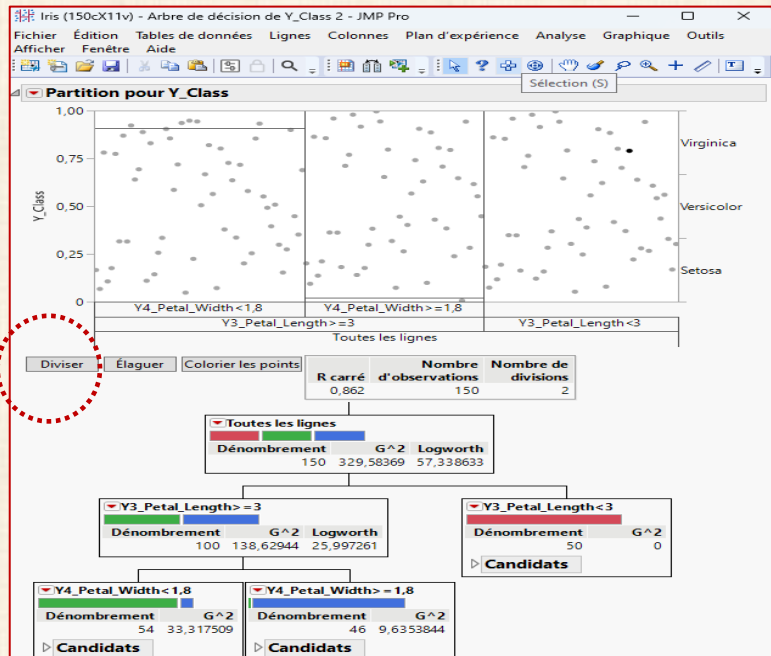 Iris (150cX11v) - Arbre de décision de Y_Class 2 - JMP Pro
Fichier Édition Tables de données Lignes Colonnes Plan d'expérience Analyse Graphique Outils
Afficher Fenêtre Aide
Sélection (S)
Partition pour Y_Class
1,00
0,75
0,50
0,25
0
Y_Class
Virginica
Versicolor
Setosa
Y4_Petal_Width<1,8 Y4_Petal_Width>=1,8
Y3_Petal_Length>=3 Y3_Petal_Length<3
Toutes les lignes
Diviser Élaguer Colorier les points
Nombre Nombre de
R carré d'observations divisions
0,862 150 2
Toutes les lignes
Dénombrement G^2 Logworth
150 329,58369 57,338633
Y3_Petal_Length>=3 Y3_Petal_Length<3
Dénombrement G^2 Logworth Dénombrement G^2
100 138,62944 25,997261 50 0
Candidats
Y4_Petal_Width<1,8 Y4_Petal_Width>=1,8
Dénombrement G^2 Dénombrement G^2
54 33,317509 46 9,6353844
Candidats Candidats